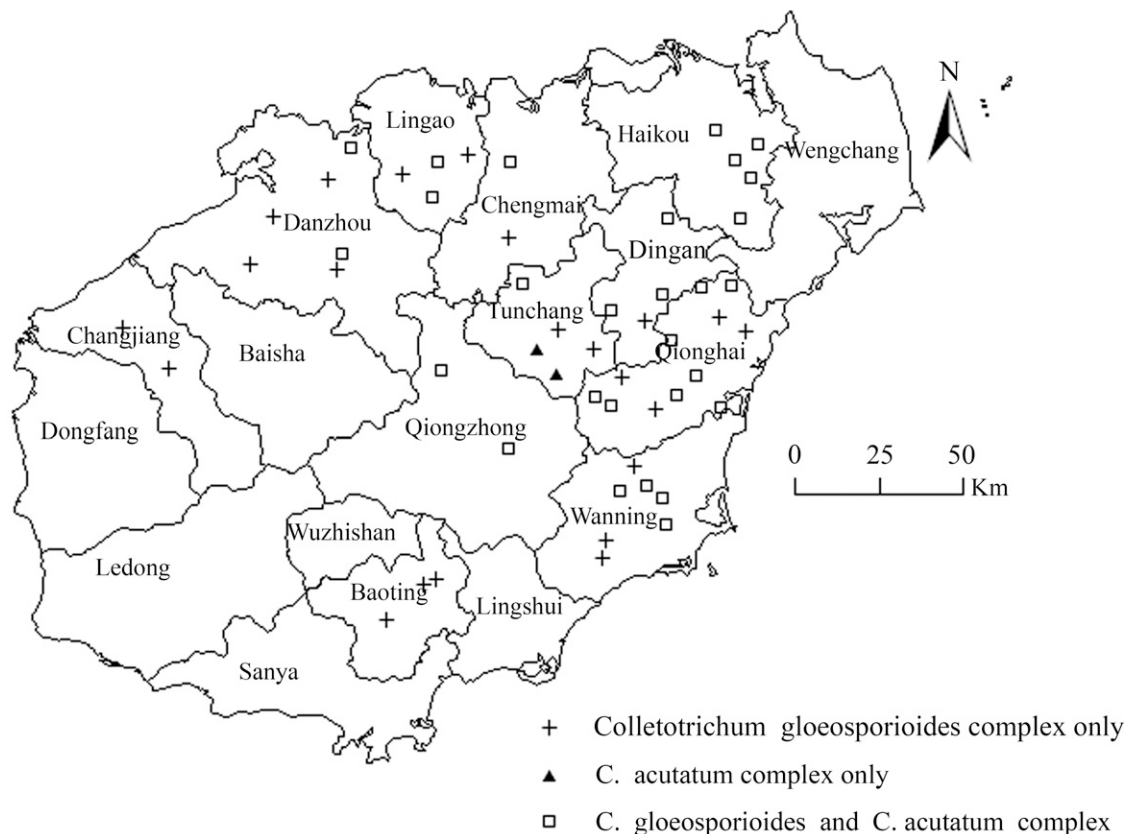 N
Lingao
Haikou
Wengchang
Chengmai
Danzhou
Dingan
Tunchang
Changjiang
Baisha
Qionghai
Dongfang
Qiongzhong
0 25 50
Km
Wanning
Wuzhishan
Ledong
Baoting
Lingshui
Sanya
Colletotrichum gloeosporioides complex only
C. acutatum complex only
C. gloeosporioides and C. acutatum complex